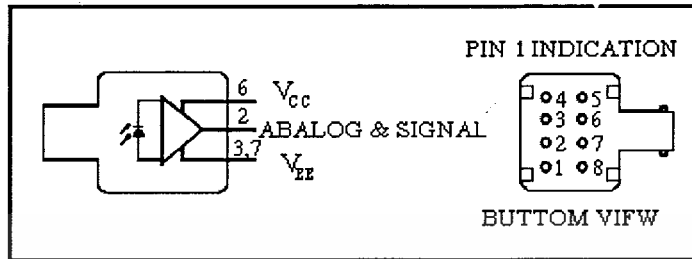 PIN 1 INDICATION
6
VCC
2
ABALOG & SIGNAL
3,7
VEE
4 5
3 6
2 7
1 8
BUTTOM VIFW